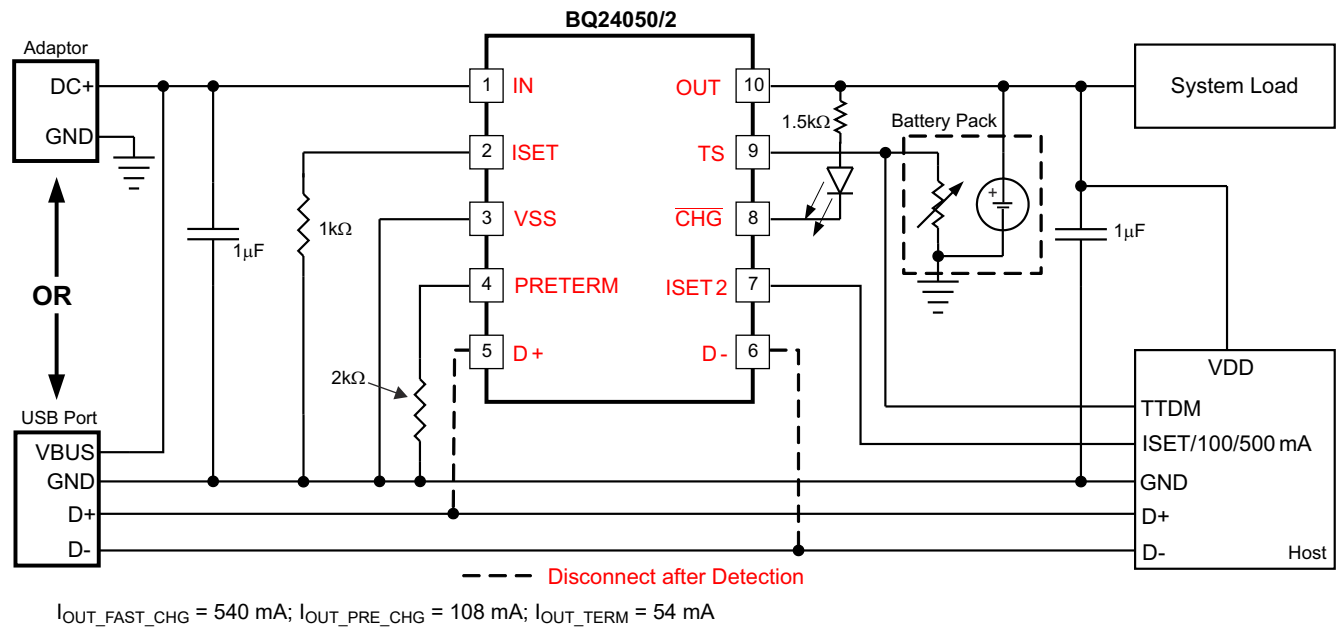 BQ24050/2
Adaptor
DC+
GND
OR
USB Port
VBUS
GND
D+
D-
1μF
1kΩ
2kΩ
1 IN
2 ISET
3 VSS
4 PRETERM
5 D+
OUT 10
TS 9
CHG 8
ISET2 7
D- 6
1.5kΩ
Battery Pack
+
1μF
System Load
VDD
TTDM
ISET/100/500 mA
GND
D+
D-
Host
Disconnect after Detection
IOUT_FAST_CHG = 540 mA; IOUT_PRE_CHG = 108 mA; IOUT_TERM = 54 mA